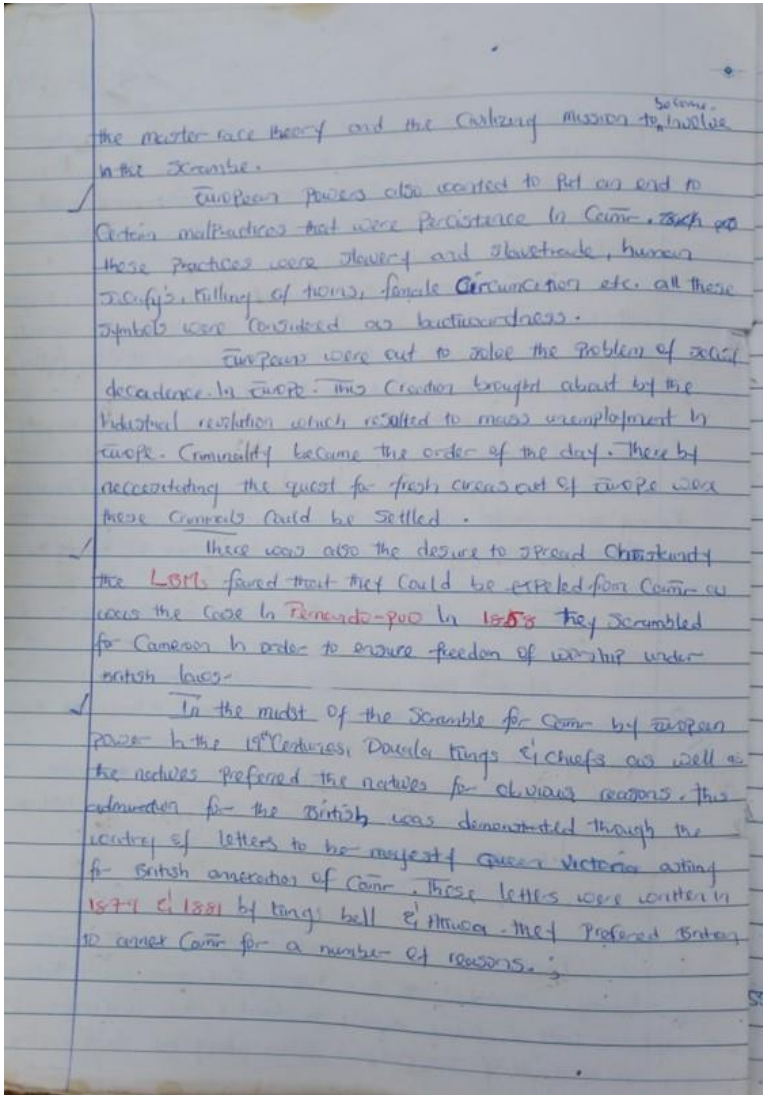 the master race theory and the Civilizing mission to become involve
in the Scrambe.
European Powers also wanted to Put an end to
Certain malpractices that were Percistence In Camr. Such as
these Practices were slavery and slavetrade, human
killing of twins, female Circumcation etc. all these
symbols were Considered as backwardness.
Europeans were out to solve the Problem of social
decadence. In Europe. This Creation brought about by the
Industrial revolution which resulted to mass unemployment in
Europe. Criminality became the order of the day. There by
neccecitating the quest for fresh areas out of Europe were
these Criminals Could be Settled.
There was also the desure to spread Christianity
the LBMs feared that they Could be expeled from Camr as
was the Case In Fernando-poo In 1858 they Scrambled
for Cameroon in order to ensure freedon of worship under
British laws-
In the midst of the Scramble for Camr by European
power In the 19th Centuries, Douala kings & chiefs as well as
the natives Preferred the natives for obvious reasons. this
admiration for the British was demonstrated though the
writing of letters to her majesty Queen Victoria asking
for British annexation of Camr. These letters were written in
1879 & 1881 by kings bell & Akwa. they Prefered Britain
to annex Camr for a number of reasons. ;